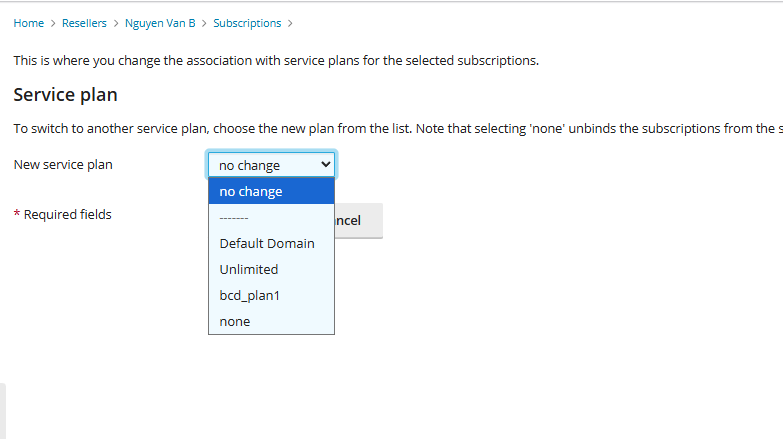 Home > Resellers > Nguyen Van B > Subscriptions >
This is where you change the association with service plans for the selected subscriptions.
Service plan
To switch to another service plan, choose the new plan from the list. Note that selecting 'none' unbinds the subscriptions from the
New service plan
no change
no change
-------
* Required fields
ncel
Default Domain
Unlimited
bcd_plan1
none